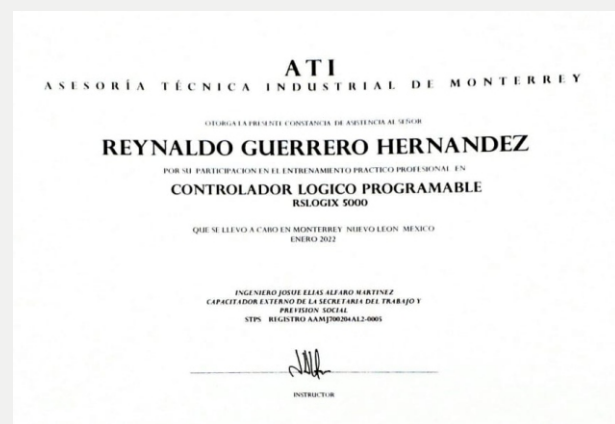 ATI
ASESORÍA TÉCNICA INDUSTRIAL DE MONTERREY
OTORGA LA PRESENTE CONSTANCIA DE ASISTENCIA AL SEÑOR
REYNALDO GUERRERO HERNANDEZ
POR SU PARTICIPACION EN EL ENTRENAMIENTO PRACTICO PROFESIONAL EN
CONTROLADOR LOGICO PROGRAMABLE
RSLOGIX 5000
QUE SE LLEVO A CABO EN MONTERREY NUEVO LEON MEXICO
ENERO 2022
INGENIERO JOSUE ELIAS ALFARO MARTINEZ
CAPACITADOR EXTERNO DE LA SECRETARIA DEL TRABAJO Y
PREVISION SOCIAL
STPS REGISTRO AAMJ700204AL2-0005
INSTRUCTOR